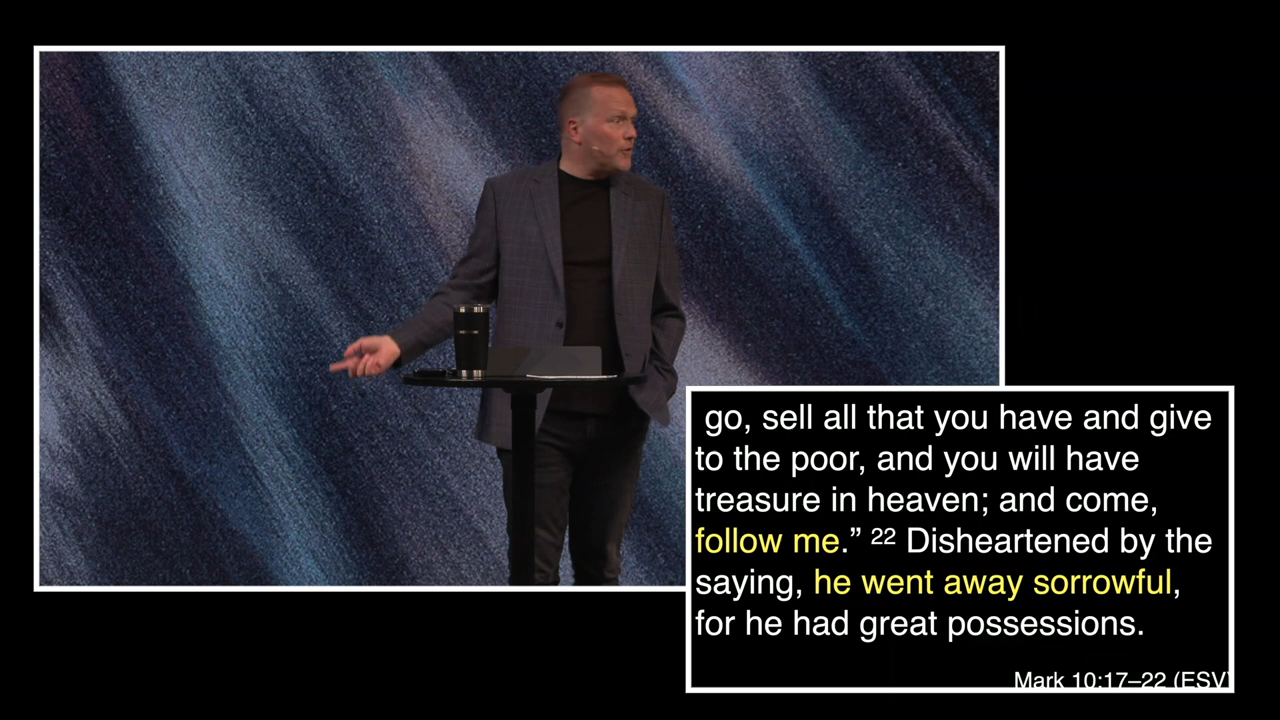 go, sell all that you have and give
to the poor, and you will have
treasure in heaven; and come,
follow me.” 22 Disheartened by the
saying, he went away sorrowful,
for he had great possessions.
Mark 10:17–22 (ESV)